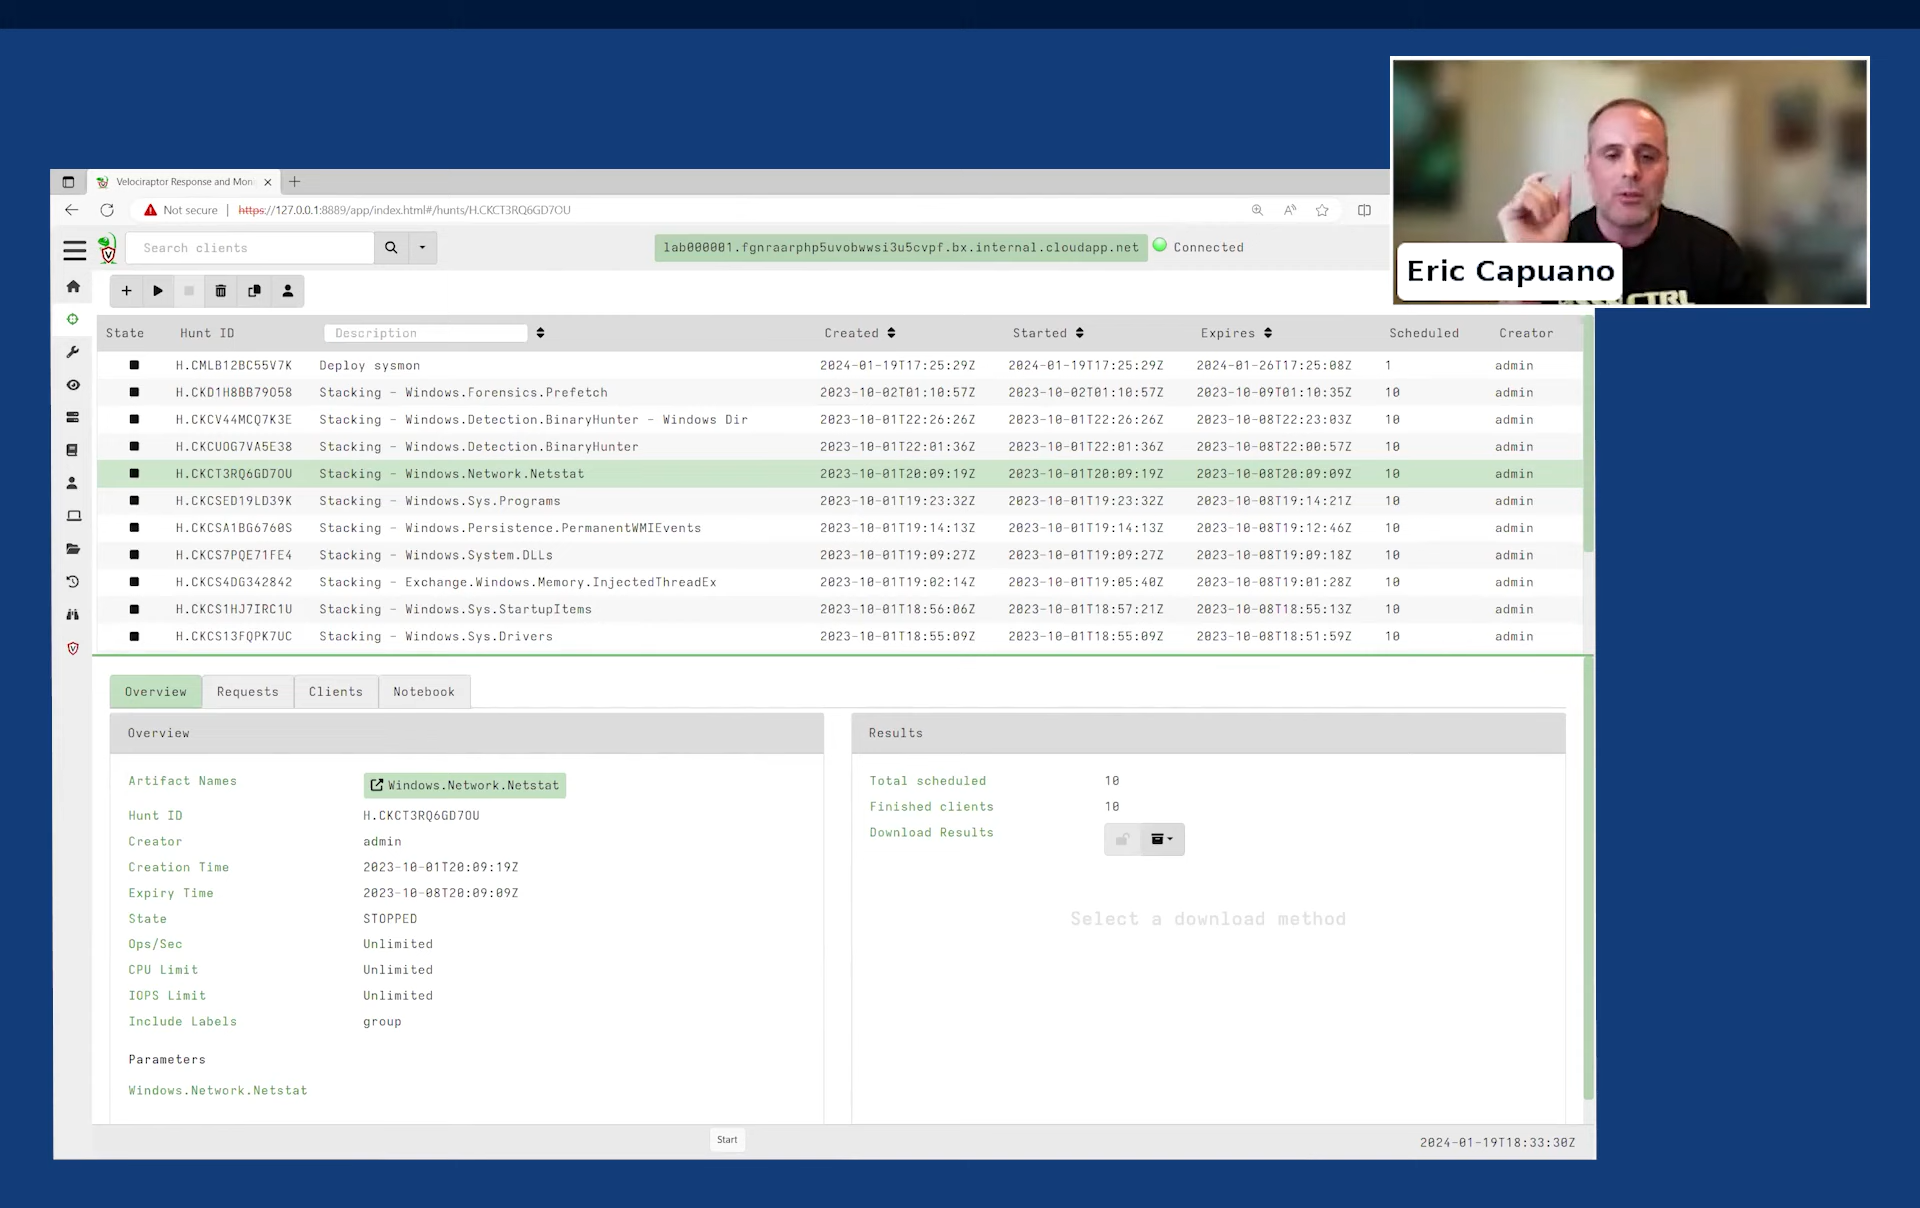 Velociraptor Response and Mon
Not secure | https://127.0.0.1:8889/app/index.html#/hunts/H.CKCT3RQ6GD7OU
Search clients
lab000001.fgnraarphp5uvobwwsi3u5cvpf.bx.internal.cloudapp.net Connected
Eric Capuano
CTRL
State Hunt ID Description Created Started Expires Scheduled Creator
H.CMLB12BC55V7K Deploy sysmon 2024-01-19T17:25:29Z 2024-01-19T17:25:29Z 2024-01-26T17:25:08Z 1 admin
H.CKD1H8BB79O58 Stacking - Windows.Forensics.Prefetch 2023-10-02T01:10:57Z 2023-10-02T01:10:57Z 2023-10-09T01:10:35Z 10 admin
H.CKCV44MCQ7K3E Stacking - Windows.Detection.BinaryHunter - Windows Dir 2023-10-01T22:26:26Z 2023-10-01T22:26:26Z 2023-10-08T22:23:03Z 10 admin
H.CKCUOG7VA5E38 Stacking - Windows.Detection.BinaryHunter 2023-10-01T22:01:36Z 2023-10-01T22:01:36Z 2023-10-08T22:00:57Z 10 admin
H.CKCT3RQ6GD7OU Stacking - Windows.Network.Netstat 2023-10-01T20:09:19Z 2023-10-01T20:09:19Z 2023-10-08T20:09:09Z 10 admin
H.CKCSED19LD39K Stacking - Windows.Sys.Programs 2023-10-01T19:23:32Z 2023-10-01T19:23:32Z 2023-10-08T19:14:21Z 10 admin
H.CKCSA1BG6760S Stacking - Windows.Persistence.PermanentWMIEvents 2023-10-01T19:14:13Z 2023-10-01T19:14:13Z 2023-10-08T19:12:46Z 10 admin
H.CKCS7PQE71FE4 Stacking - Windows.System.DLLs 2023-10-01T19:09:27Z 2023-10-01T19:09:27Z 2023-10-08T19:09:18Z 10 admin
H.CKCS4DG342842 Stacking - Exchange.Windows.Memory.InjectedThreadEx 2023-10-01T19:02:14Z 2023-10-01T19:05:40Z 2023-10-08T19:01:28Z 10 admin
H.CKCS1HJ7IRC1U Stacking - Windows.Sys.StartupItems 2023-10-01T18:56:06Z 2023-10-01T18:57:21Z 2023-10-08T18:55:13Z 10 admin
H.CKCS13FQPK7UC Stacking - Windows.Sys.Drivers 2023-10-01T18:55:09Z 2023-10-01T18:55:09Z 2023-10-08T18:51:59Z 10 admin
Overview Requests Clients Notebook
Overview
Artifact Names Windows.Network.Netstat
Hunt ID H.CKCT3RQ6GD7OU
Creator admin
Creation Time 2023-10-01T20:09:19Z
Expiry Time 2023-10-08T20:09:09Z
State STOPPED
Ops/Sec Unlimited
CPU Limit Unlimited
IOPS Limit Unlimited
Include Labels group
Parameters
Windows.Network.Netstat
Results
Total scheduled 10
Finished clients 10
Download Results
Select a download method
Start
2024-01-19T18:33:30Z